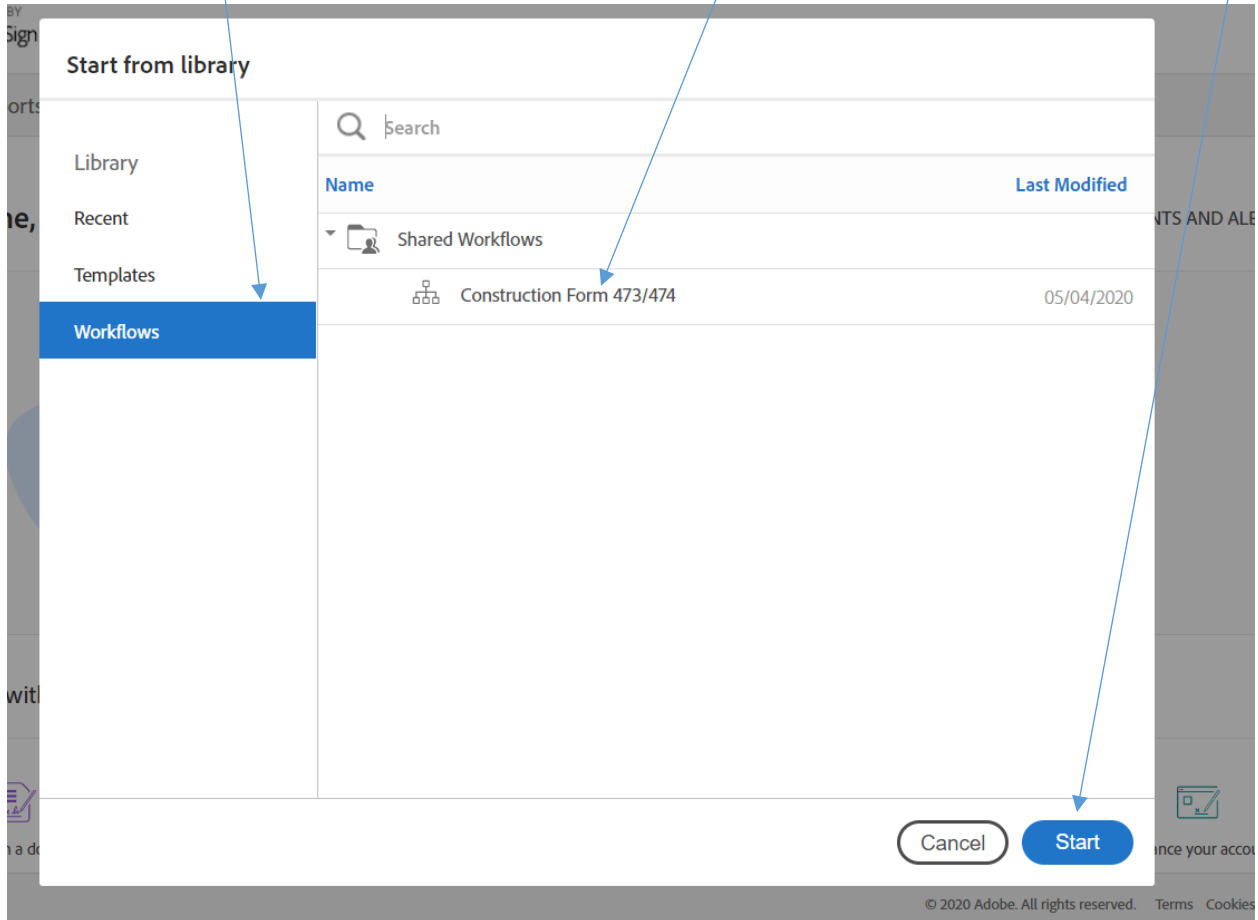 BY
Sign
Start from library
orts
Search
Library
Name Last Modified
ne, Recent NTS AND ALE
Shared Workflows
Templates
Construction Form 473/474 05/04/2020
Workflows
with
Cancel Start
n a do
ance your accou
© 2020 Adobe. All rights reserved. Terms Cookies